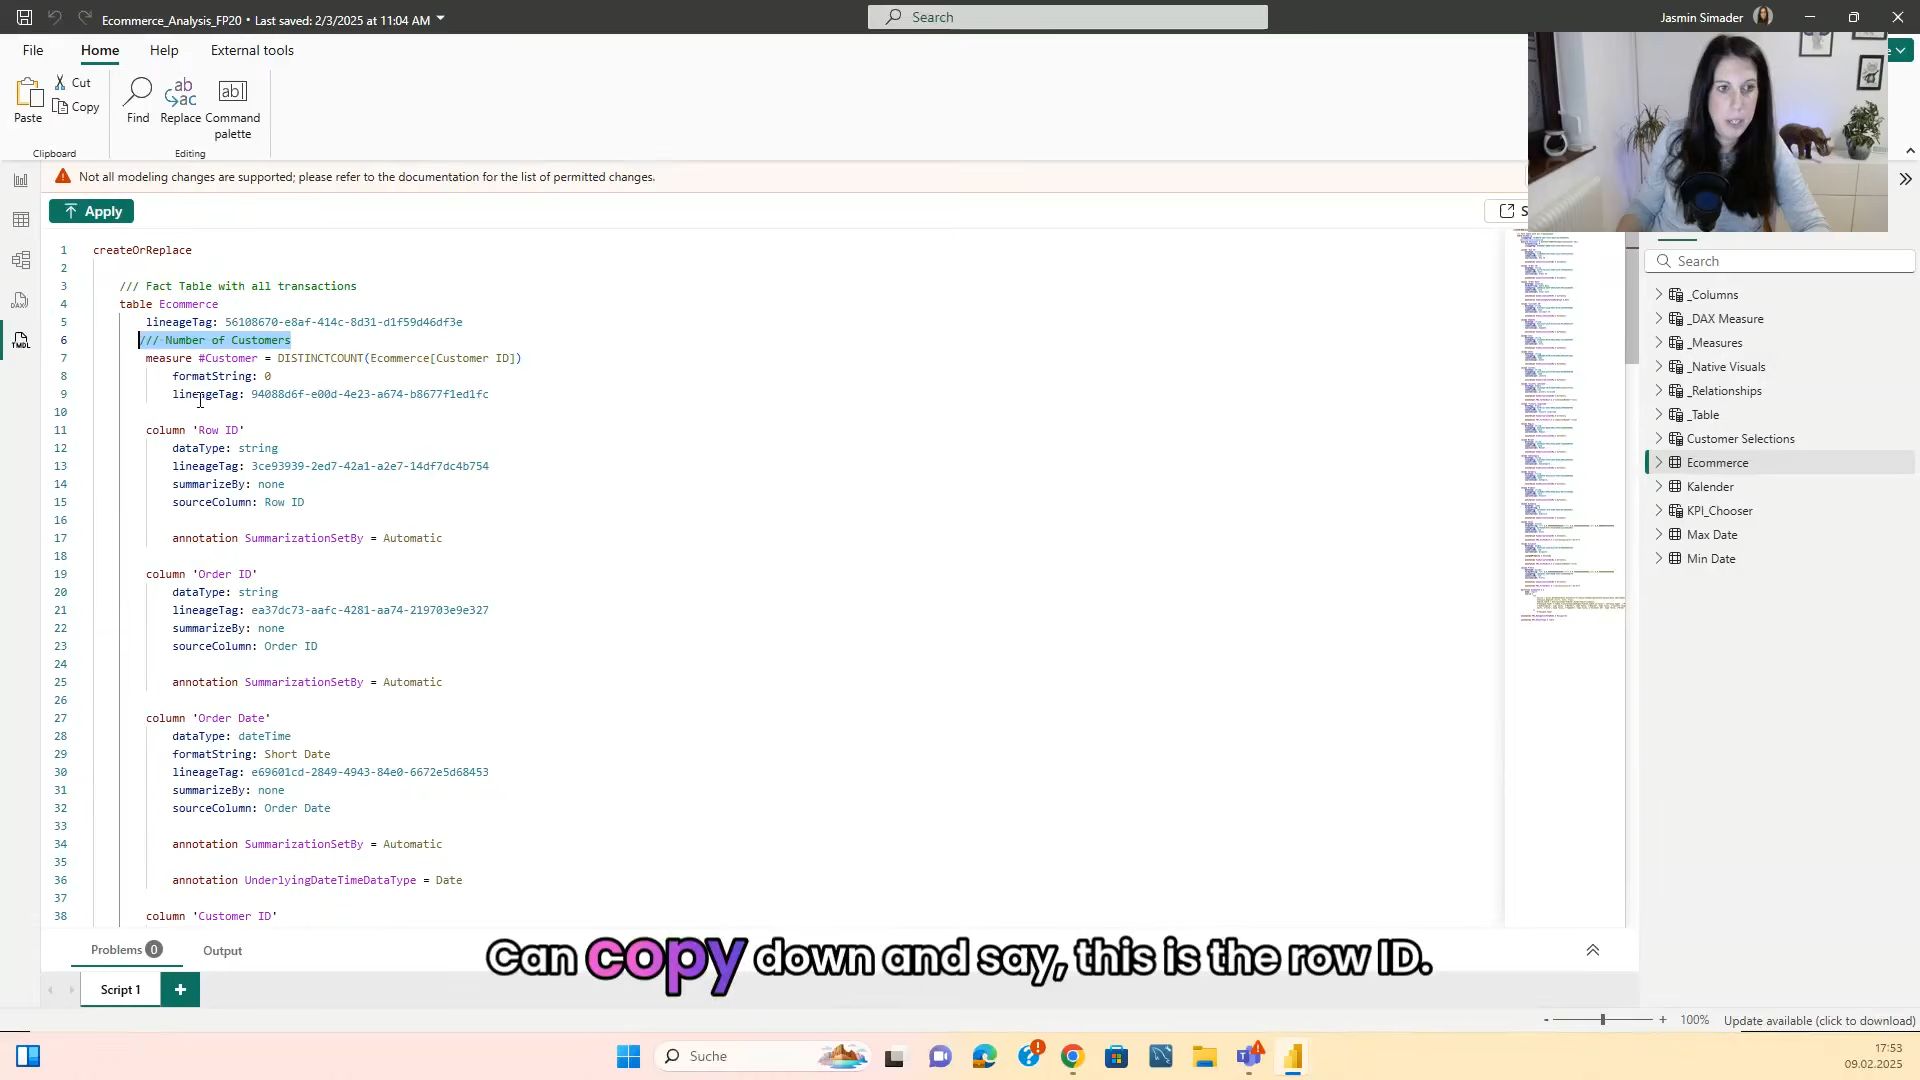 Ecommerce_Analysis_FP20 • Last saved: 2/3/2025 at 11:04 AM
Search
Jasmin Simader
File
Home
Help
External tools
Paste
Cut
Copy
Find
Replace
Command palette
Clipboard
Editing
Not all modeling changes are supported; please refer to the documentation for the list of permitted changes.
Apply
1 createOrReplace
2
3 /// Fact Table with all transactions
4 table Ecommerce
5 lineageTag: 56108670-e8af-414c-8d31-d1f59d46df3e
6 /// Number of Customers
7 measure #Customer = DISTINCTCOUNT(Ecommerce[Customer ID])
8 formatString: 0
9 lineageTag: 94088d6f-e00d-4e23-a674-b8677f1ed1fc
10
11 column 'Row ID'
12 dataType: string
13 lineageTag: 3ce93939-2ed7-42a1-a2e7-14df7dc4b754
14 summarizeBy: none
15 sourceColumn: Row ID
16
17 annotation SummarizationSetBy = Automatic
18
19 column 'Order ID'
20 dataType: string
21 lineageTag: ea37dc73-aafc-4281-aa74-219703e9e327
22 summarizeBy: none
23 sourceColumn: Order ID
24
25 annotation SummarizationSetBy = Automatic
26
27 column 'Order Date'
28 dataType: dateTime
29 formatString: Short Date
30 lineageTag: e69601cd-2849-4943-84e0-6672e5d68453
31 summarizeBy: none
32 sourceColumn: Order Date
33
34 annotation SummarizationSetBy = Automatic
35
36 annotation UnderlyingDateTimeDataType = Date
37
38 column 'Customer ID'
Search
_Columns
_DAX Measure
_Measures
_Native Visuals
_Relationships
_Table
Customer Selections
Ecommerce
Kalender
KPI_Chooser
Max Date
Min Date
Problems 0
Output
Can copy down and say, this is the row ID.
Script 1
100%
Update available (click to download)
Suche
17:53
09.02.2025
DAX
TMDL